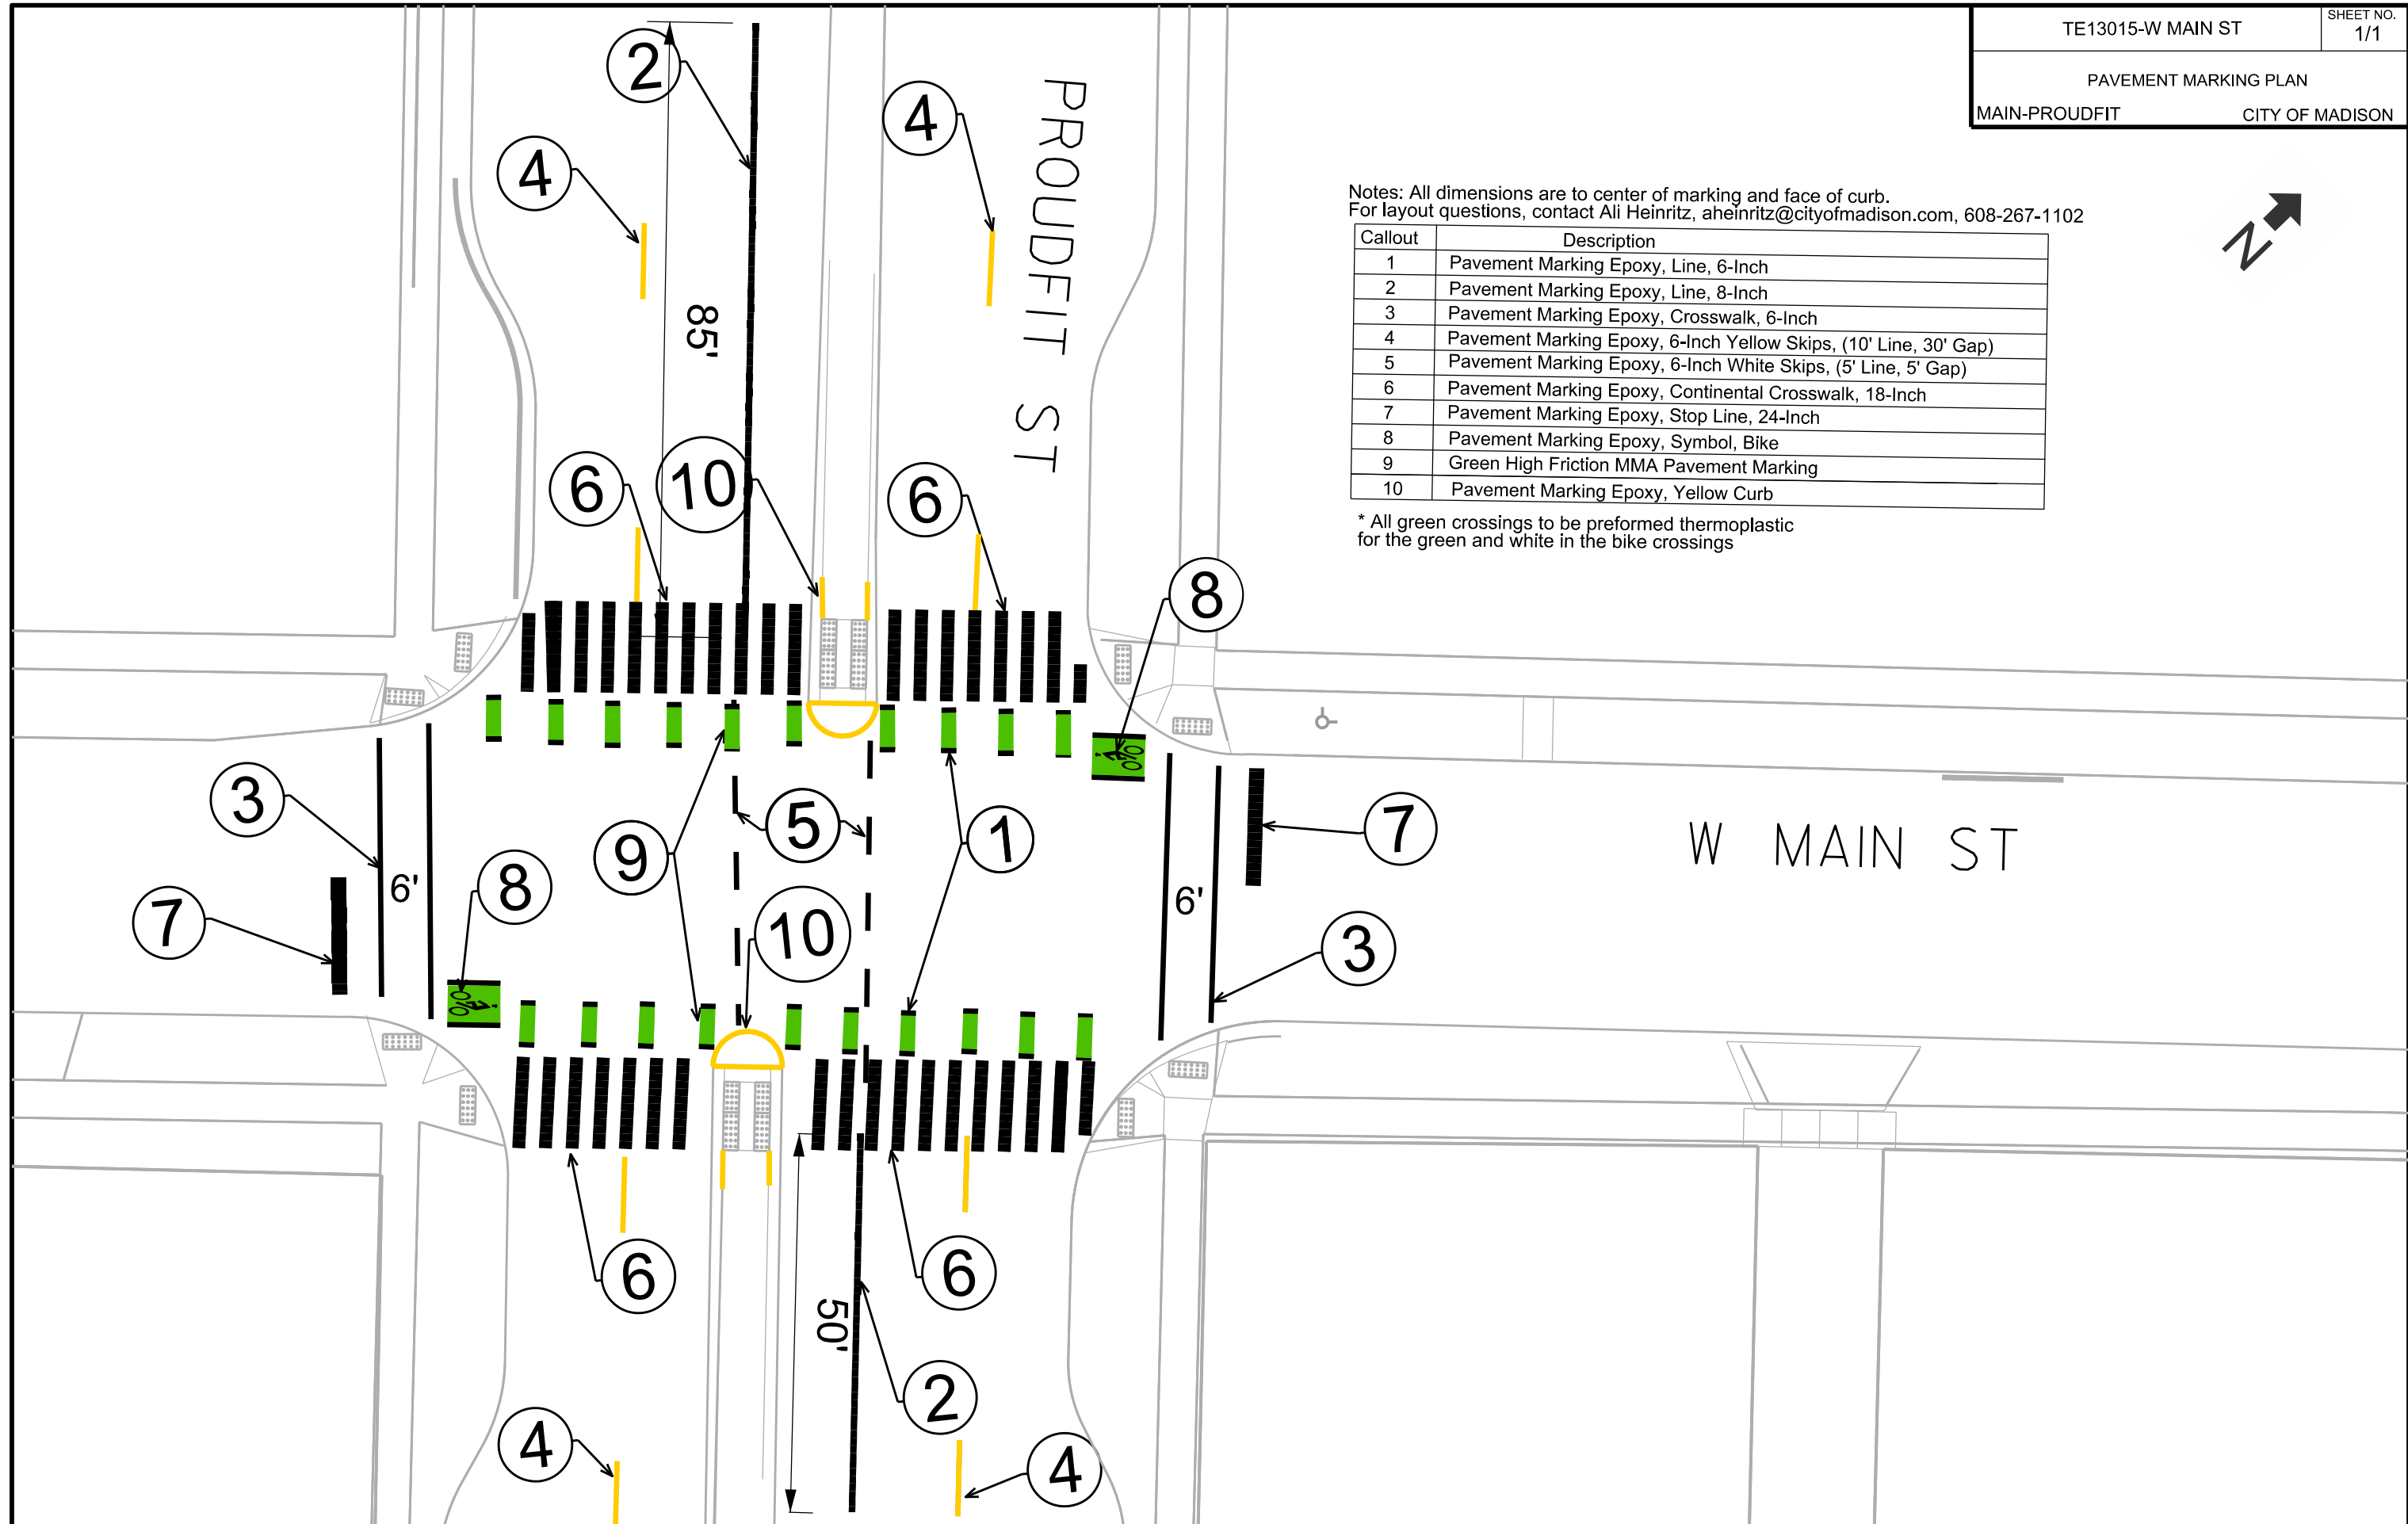 TE13015-W MAIN ST
SHEET NO.
1/1
PAVEMENT MARKING PLAN
MAIN-PROUDFIT CITY OF MADISON
N
Notes: All dimensions are to center of marking and face of curb.
For layout questions, contact Ali Heinritz, aheinritz@cityofmadison.com, 608-267-1102
Callout Description
1 Pavement Marking Epoxy, Line, 6-Inch
2 Pavement Marking Epoxy, Line, 8-Inch
3 Pavement Marking Epoxy, Crosswalk, 6-Inch
4 Pavement Marking Epoxy, 6-Inch Yellow Skips, (10' Line, 30' Gap)
5 Pavement Marking Epoxy, 6-Inch White Skips, (5' Line, 5' Gap)
6 Pavement Marking Epoxy, Continental Crosswalk, 18-Inch
7 Pavement Marking Epoxy, Stop Line, 24-Inch
8 Pavement Marking Epoxy, Symbol, Bike
9 Green High Friction MMA Pavement Marking
10 Pavement Marking Epoxy, Yellow Curb
* All green crossings to be preformed thermoplastic
for the green and white in the bike crossings
2
4
4
PROUDFIT ST
85'
6
10
6
8
3
9
5
1
7
W MAIN ST
6'
8
7
10
6'
3
6
6
50'
2
4
4